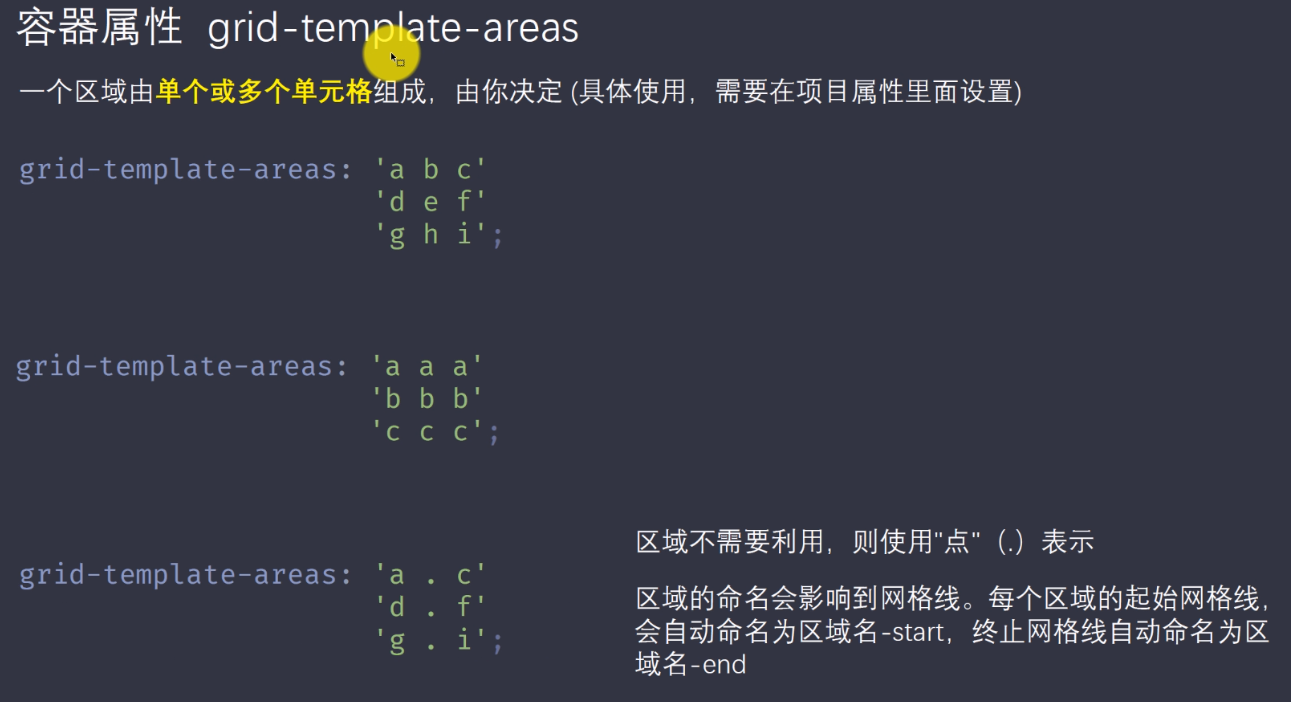 容器属性 grid-template-areas
一个区域由单个或多个单元格组成，由你决定 (具体使用，需要在项目属性里面设置)
grid-template-areas: 'a b c'
'd e f'
'g h i';
grid-template-areas: 'a a a'
'b b b'
'c c c';
grid-template-areas: 'a . c'
'd . f'
'g . i';
区域不需要利用，则使用"点"（.）表示
区域的命名会影响到网格线。每个区域的起始网格线，
会自动命名为区域名-start，终止网格线自动命名为区
域名-end